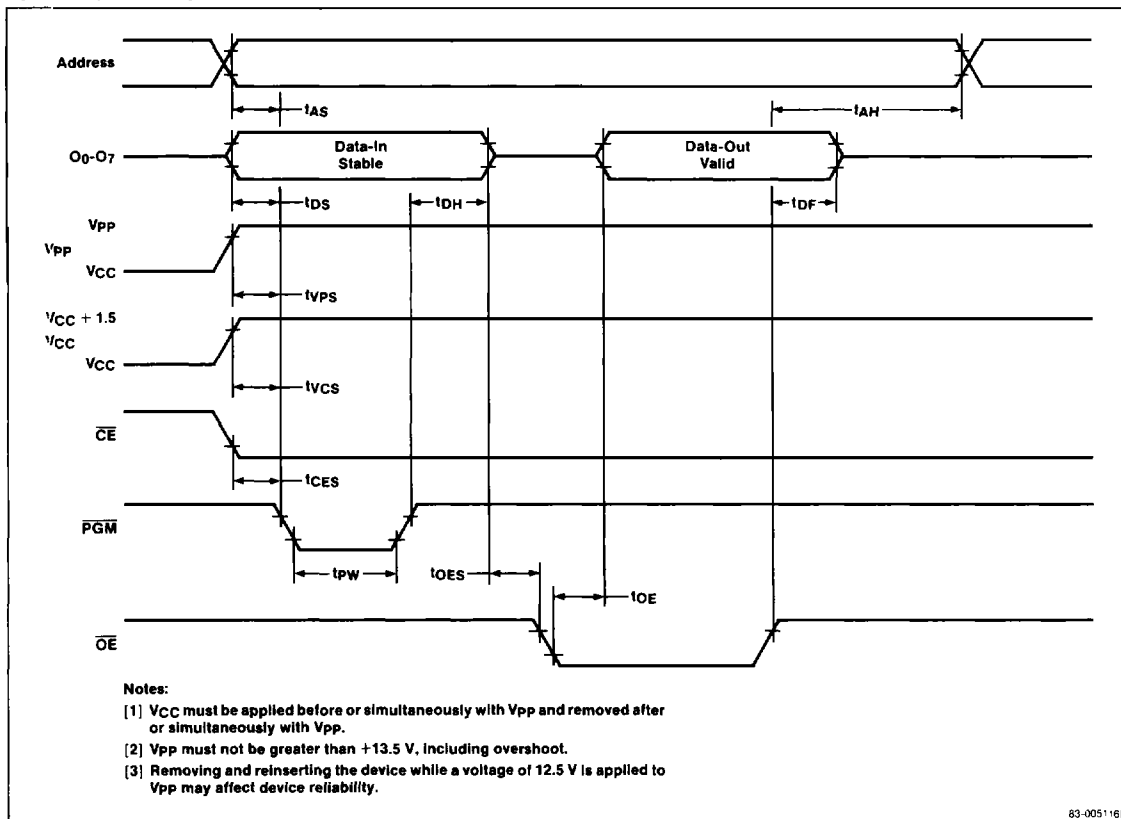 Address
tAS
tAH
O0-O7
Data-In
Stable
Data-Out
Valid
tDS
tDH
tDF
VPP
VPP
VCC
tVPS
VCC + 1.5
VCC
VCC
tVCS
CE
tCES
PGM
tPW
tOES
tOE
OE
Notes:
[1] VCC must be applied before or simultaneously with VPP and removed after
or simultaneously with VPP.
[2] VPP must not be greater than +13.5 V, including overshoot.
[3] Removing and reinserting the device while a voltage of 12.5 V is applied to
VPP may affect device reliability.